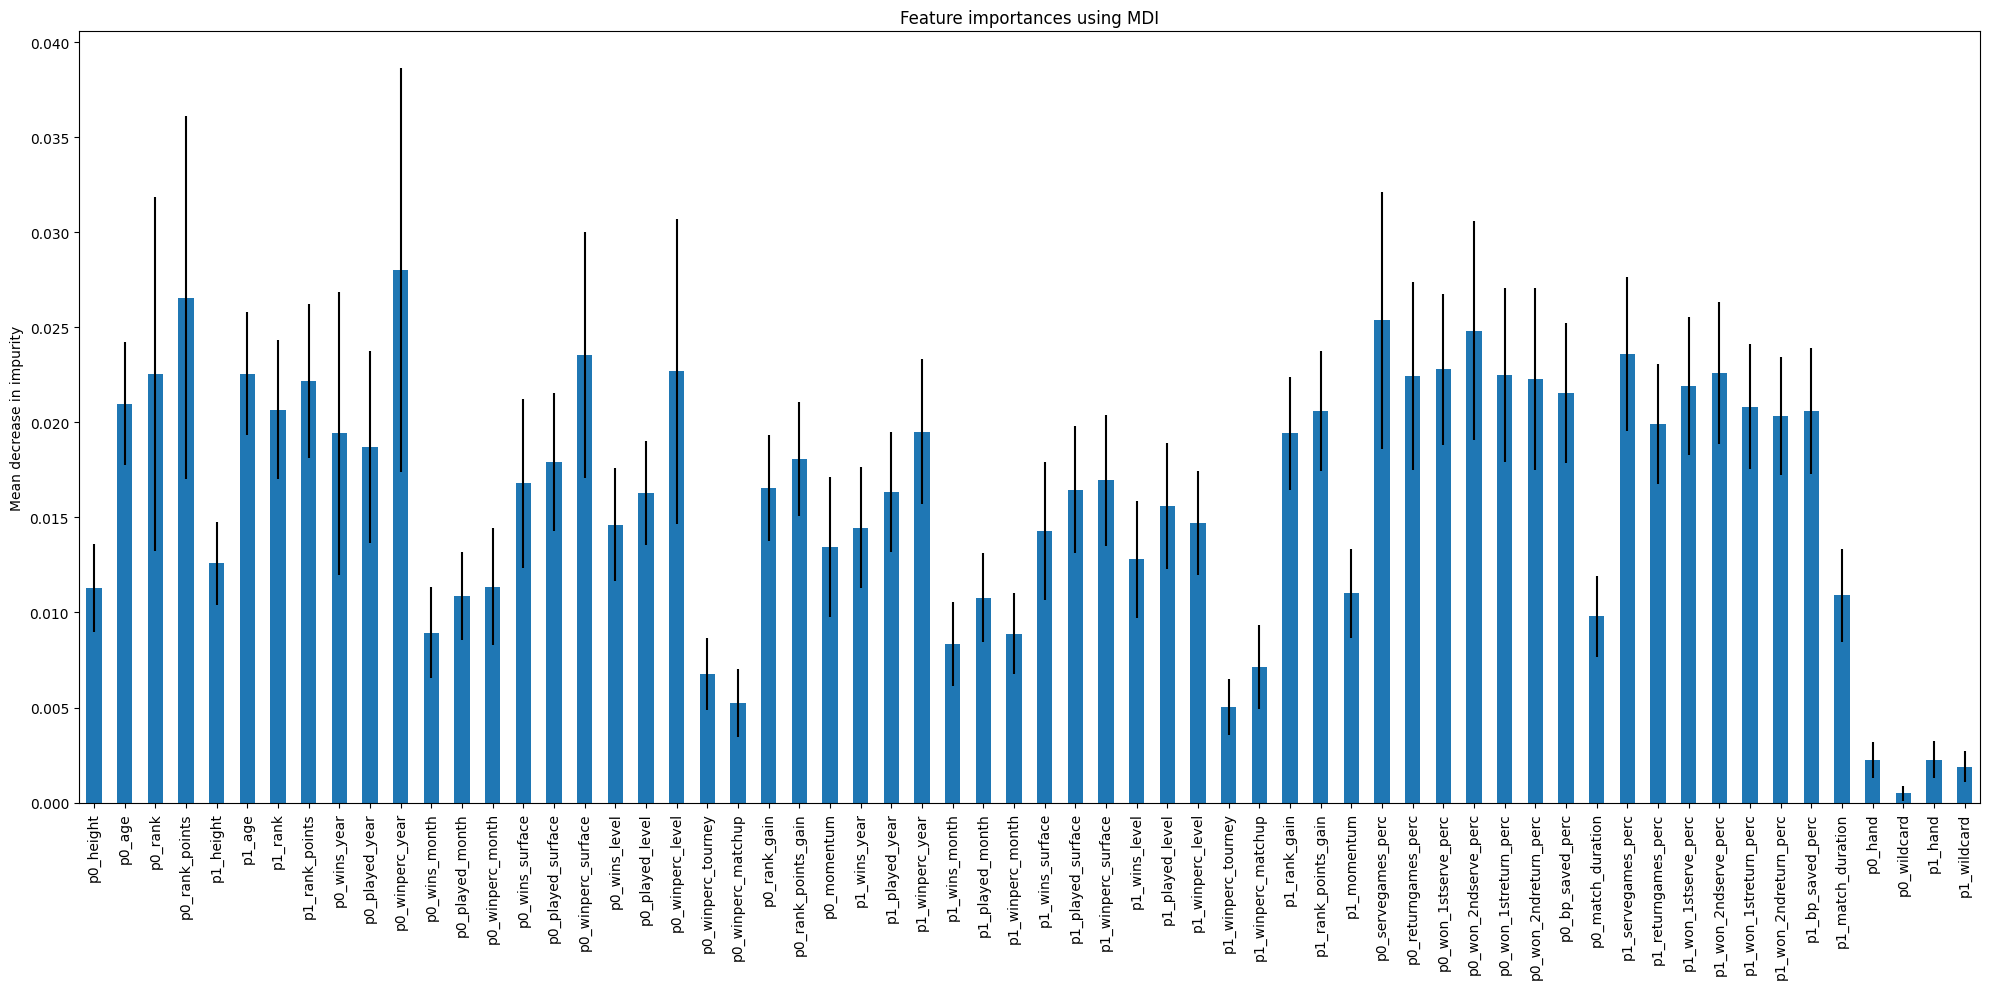 Feature importances using MDI
Mean decrease in impurity
0.040
0.035
0.030
0.025
0.020
0.015
0.010
0.005
0.000
p0_height
p0_age
p0_rank
p0_rank_points
p1_height
p1_age
p1_rank
p1_rank_points
p0_wins_year
p0_played_year
p0_winperc_year
p0_wins_month
p0_played_month
p0_winperc_month
p0_wins_surface
p0_played_surface
p0_winperc_surface
p0_wins_level
p0_played_level
p0_winperc_level
p0_winperc_tourney
p0_winperc_matchup
p0_rank_gain
p0_rank_points_gain
p0_momentum
p1_wins_year
p1_played_year
p1_winperc_year
p1_wins_month
p1_played_month
p1_winperc_month
p1_wins_surface
p1_played_surface
p1_winperc_surface
p1_wins_level
p1_played_level
p1_winperc_level
p1_winperc_tourney
p1_winperc_matchup
p1_rank_gain
p1_rank_points_gain
p1_momentum
p0_servegames_perc
p0_returngames_perc
p0_won_1stserve_perc
p0_won_2ndserve_perc
p0_won_1streturn_perc
p0_won_2ndreturn_perc
p0_bp_saved_perc
p0_match_duration
p1_servegames_perc
p1_returngames_perc
p1_won_1stserve_perc
p1_won_2ndserve_perc
p1_won_1streturn_perc
p1_won_2ndreturn_perc
p1_bp_saved_perc
p1_match_duration
p0_hand
p0_wildcard
p1_hand
p1_wildcard